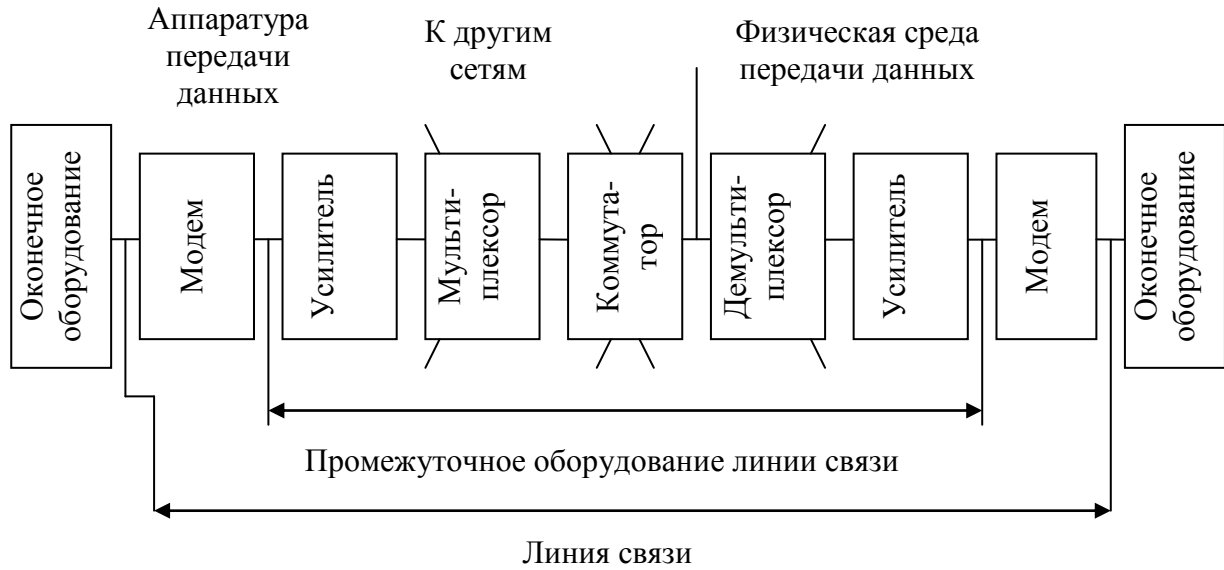 Аппаратура
передачи
данных
К другим
сетям
Физическая среда
передачи данных
Оконечное
оборудование
Модем
Усилитель
Мульти-
плексор
Коммута-
тор
Демульти-
плексор
Усилитель
Модем
Оконечное
оборудование
Промежуточное оборудование линии связи
Линия связи